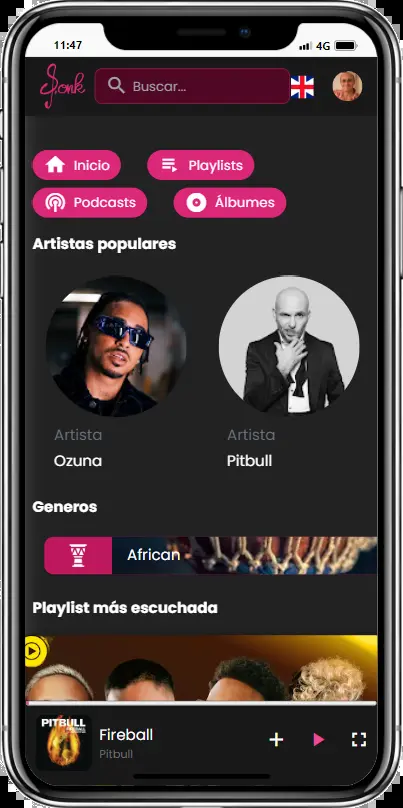 11:47
4G
Sonk
Buscar...
Inicio
Playlists
Podcasts
Álbumes
Artistas populares
Artista
Artista
Ozuna
Pitbull
Generos
African
Playlist más escuchada
PITBULL
Fireball
Pitbull